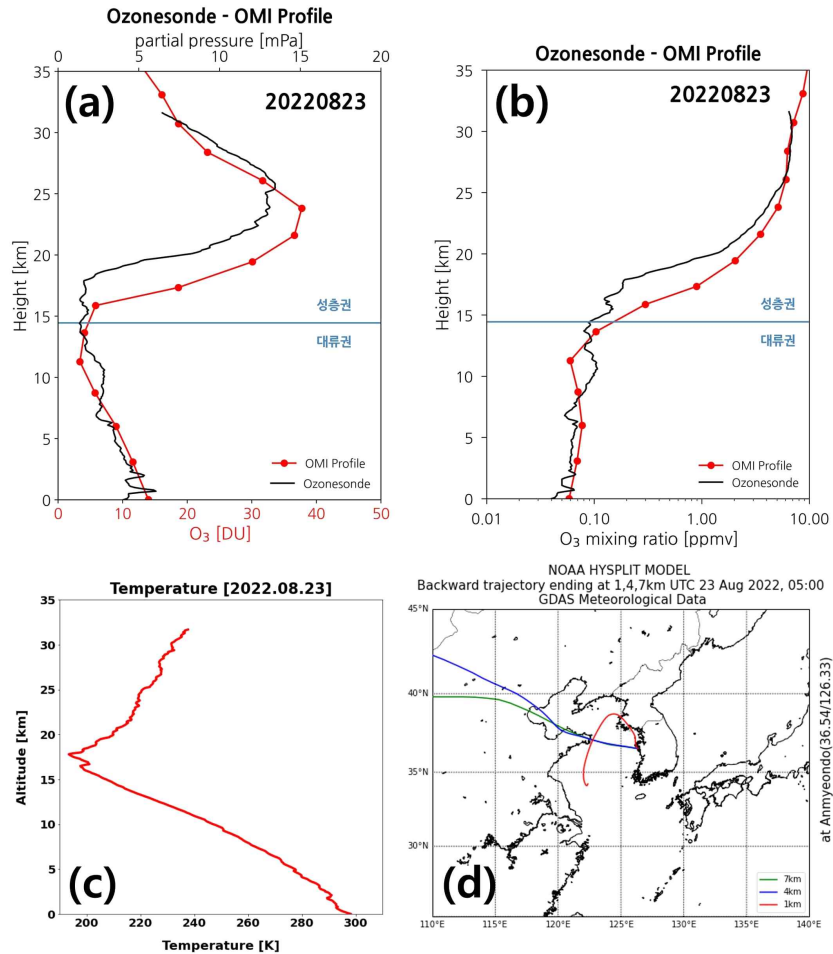 Ozonesonde - OMI Profile
partial pressure [mPa]
0 5 10 15 20
35
30
25
20
15
10
5
0
Height [km]
(a)
20220823
성층권
대류권
OMI Profile
Ozonesonde
0 10 20 30 40 50
O₃ [DU]
Ozonesonde - OMI Profile
35
30
25
20
15
10
5
0
Height [km]
(b)
20220823
성층권
대류권
OMI Profile
Ozonesonde
0.01 0.10 1.00 10.00
O₃ mixing ratio [ppmv]
Temperature [2022.08.23]
35
30
25
20
15
10
5
0
Altitude [km]
(c)
200 220 240 260 280 300
Temperature [K]
NOAA HYSPLIT MODEL
Backward trajectory ending at 1,4,7km UTC 23 Aug 2022, 05:00
GDAS Meteorological Data
45°N
40°N
35°N
30°N
(d)
7km
4km
1km
110°E 115°E 120°E 125°E 130°E 135°E 140°E
at Anmyeondo(36.54/126.33)